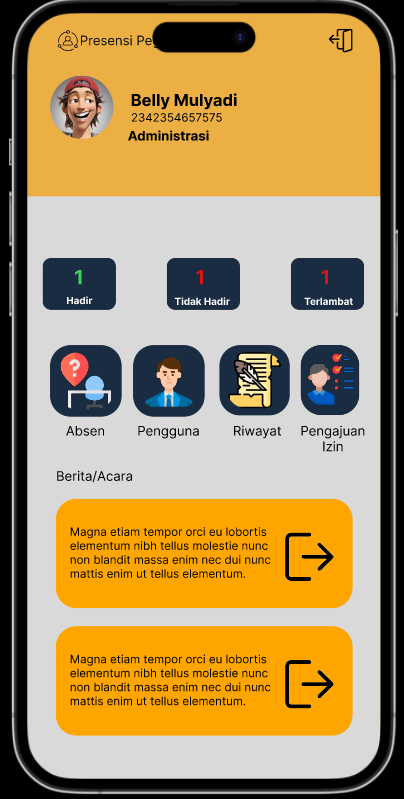 Presensi
Belly Mulyadi
2342354657575
Administrasi
1 1 1
Hadir Tidak Hadir Terlambat
?
Absen Pengguna Riwayat Pengajuan
Izin
Berita/Acara
Magna etiam tempor orci eu lobortis
elementum nibh tellus molestie nunc
non blandit massa enim nec dui nunc
mattis enim ut tellus elementum.
Magna etiam tempor orci eu lobortis
elementum nibh tellus molestie nunc
non blandit massa enim nec dui nunc
mattis enim ut tellus elementum.